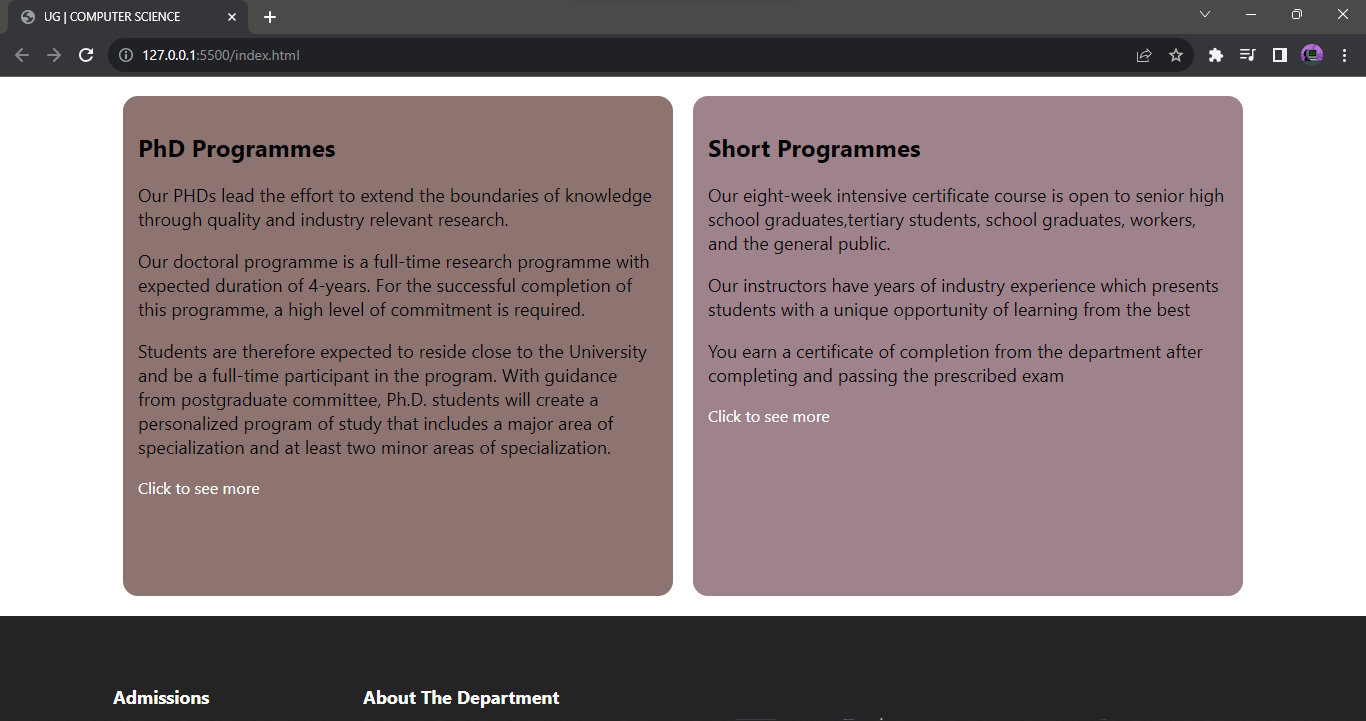 UG | COMPUTER SCIENCE
127.0.0.1:5500/index.html
PhD Programmes
Our PHDs lead the effort to extend the boundaries of knowledge
through quality and industry relevant research.
Our doctoral programme is a full-time research programme with
expected duration of 4-years. For the successful completion of
this programme, a high level of commitment is required.
Students are therefore expected to reside close to the University
and be a full-time participant in the program. With guidance
from postgraduate committee, Ph.D. students will create a
personalized program of study that includes a major area of
specialization and at least two minor areas of specialization.
Click to see more
Short Programmes
Our eight-week intensive certificate course is open to senior high
school graduates,tertiary students, school graduates, workers,
and the general public.
Our instructors have years of industry experience which presents
students with a unique opportunity of learning from the best
You earn a certificate of completion from the department after
completing and passing the prescribed exam
Click to see more
Admissions
About The Department